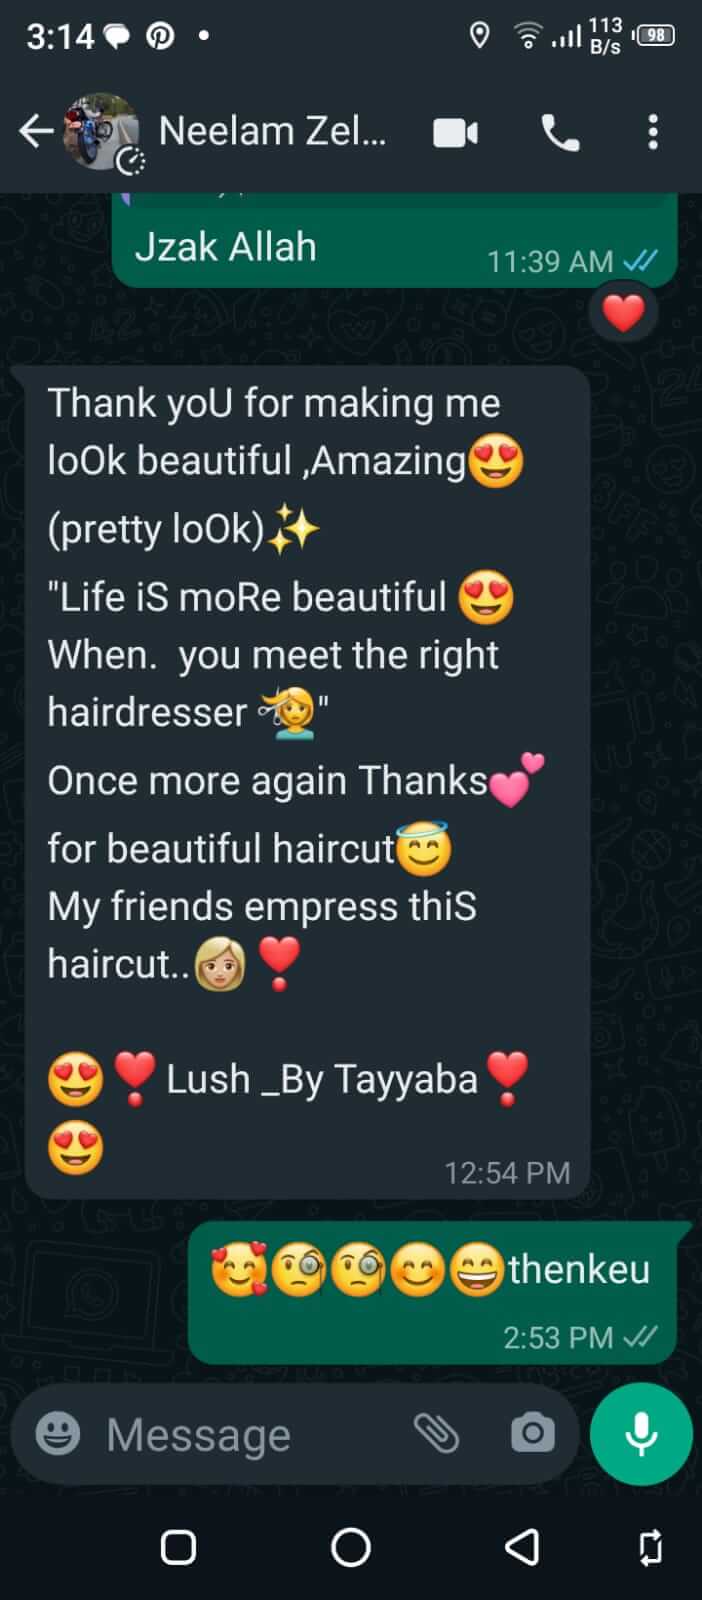 3:14
113
B/s
98
Neelam Zel...
Jzak Allah
11:39 AM
❤️
Thank yoU for making me
loOk beautiful ,Amazing😍
(pretty loOk)✨
"Life iS moRe beautiful 😍
When.  you meet the right
hairdresser 💇"
Once more again Thanks💕
for beautiful haircut😇
My friends empress thiS
haircut..👩🏼❣️
😍❣️Lush _By Tayyaba❣️
😍
12:54 PM
🥰🧐🧐😊😄thenkeu
2:53 PM
Message